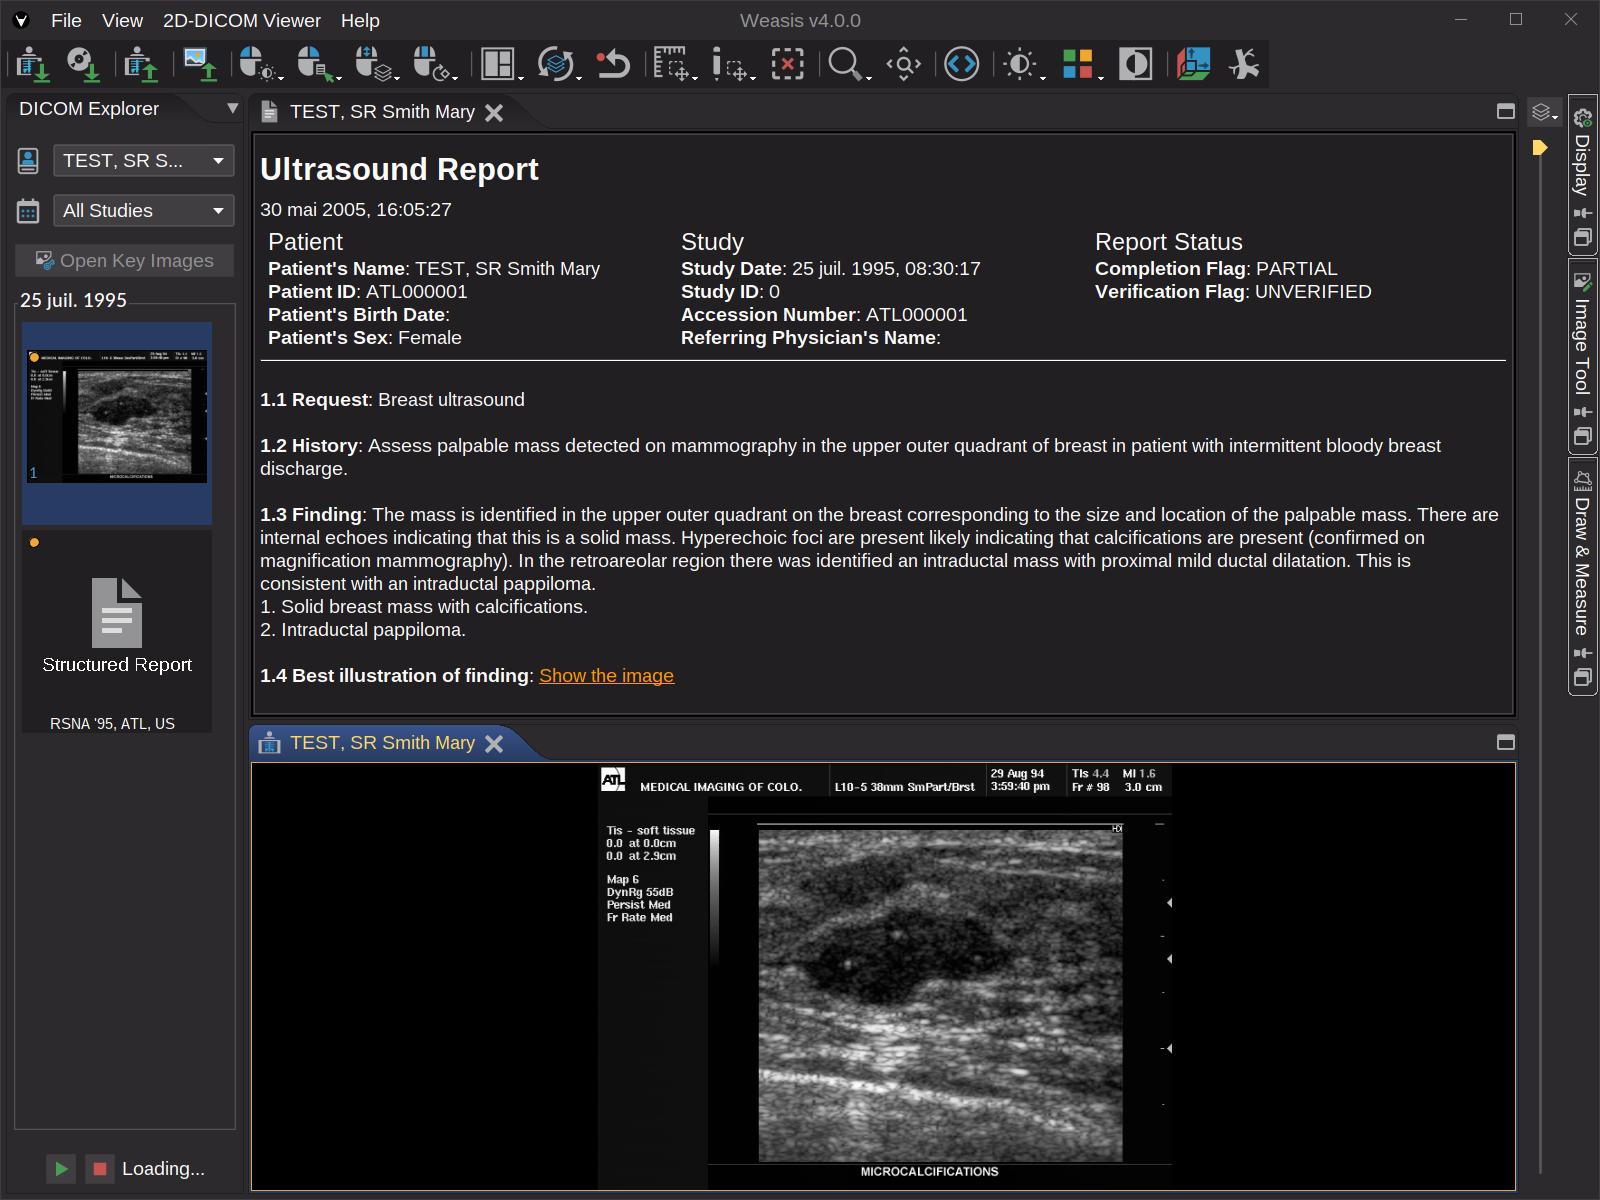 File View 2D-DICOM Viewer Help
Weasis v4.0.0
DICOM Explorer
TEST, SR S...
All Studies
Open Key Images
25 juil. 1995
MEDICAL IMAGING OF COLO.
1
MICROCALCIFICATIONS
Structured Report
RSNA '95, ATL, US
Loading...
TEST, SR Smith Mary
Ultrasound Report
30 mai 2005, 16:05:27
Patient
Patient's Name: TEST, SR Smith Mary
Patient ID: ATL000001
Patient's Birth Date:
Patient's Sex: Female
Study
Study Date: 25 juil. 1995, 08:30:17
Study ID: 0
Accession Number: ATL000001
Referring Physician's Name:
Report Status
Completion Flag: PARTIAL
Verification Flag: UNVERIFIED
1.1 Request: Breast ultrasound
1.2 History: Assess palpable mass detected on mammography in the upper outer quadrant of breast in patient with intermittent bloody breast
discharge.
1.3 Finding: The mass is identified in the upper outer quadrant on the breast corresponding to the size and location of the palpable mass. There are
internal echoes indicating that this is a solid mass. Hyperechoic foci are present likely indicating that calcifications are present (confirmed on
magnification mammography). In the retroareolar region there was identified an intraductal mass with proximal mild ductal dilatation. This is
consistent with an intraductal pappiloma.
1. Solid breast mass with calcifications.
2. Intraductal pappiloma.
1.4 Best illustration of finding: Show the image
TEST, SR Smith Mary
ATL
MEDICAL IMAGING OF COLO.
L10-5 38mm SmPart/Brst
29 Aug 94
3:59:40 pm
TIs 4.4 MI 1.6
Fr # 98 3.0 cm
Tis - soft tissue
0.0 at 0.0cm
0.0 at 2.9cm
Map 6
DynRg 55dB
Persist Med
Fr Rate Med
MICROCALCIFICATIONS
Display
Image Tool
Draw & Measure